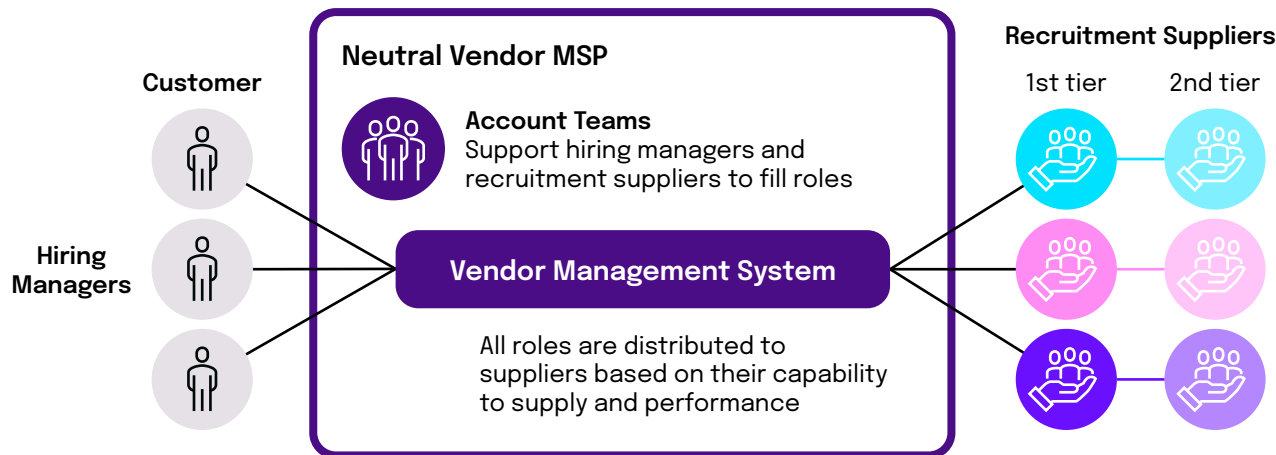 Customer
Hiring
Managers
Neutral Vendor MSP
Account Teams
Support hiring managers and
recruitment suppliers to fill roles
Vendor Management System
All roles are distributed to
suppliers based on their capability
to supply and performance
Recruitment Suppliers
1st tier
2nd tier